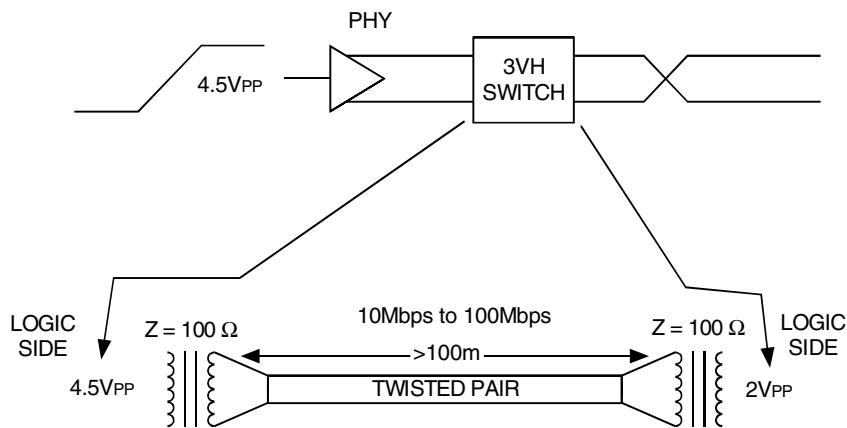 PHY
4.5VPP
3VH
SWITCH
10Mbps to 100Mbps
LOGIC
SIDE
Z = 100 Ω
Z = 100 Ω
LOGIC
SIDE
>100m
4.5VPP
TWISTED PAIR
2VPP